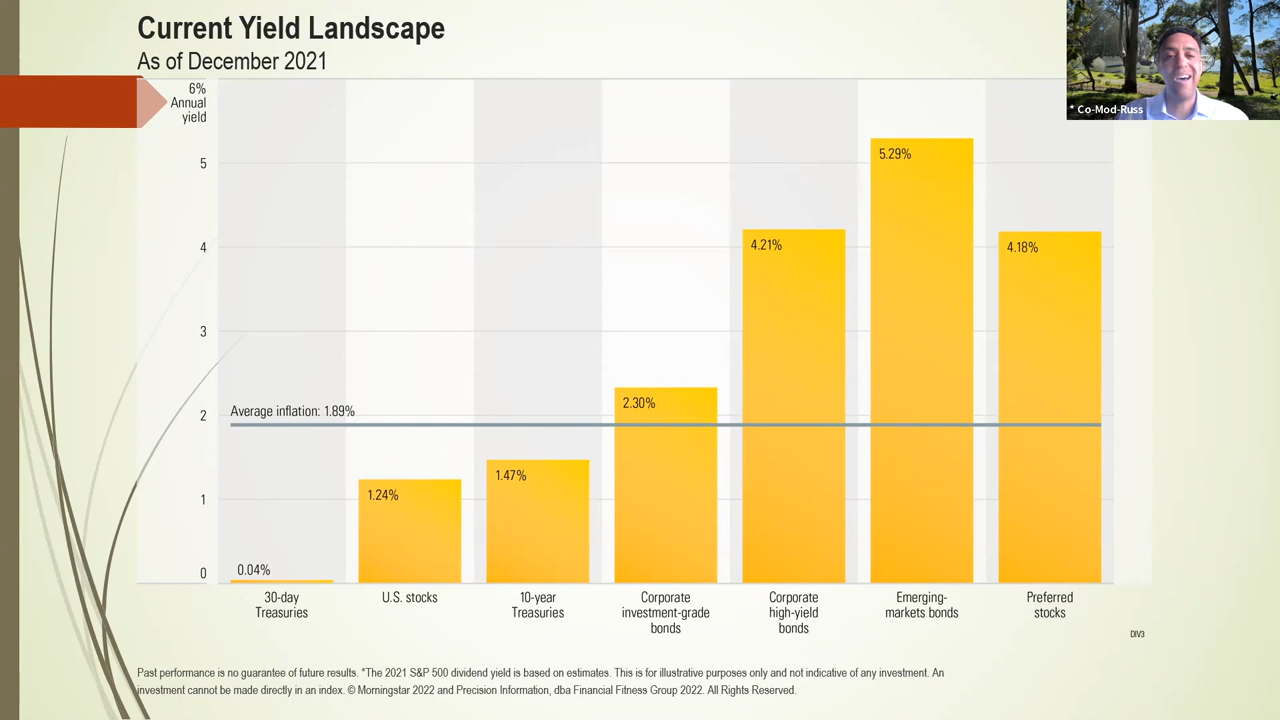 Current Yield Landscape
As of December 2021
* Co-Mod-Russ
6%
Annual
yield
5
4
3
2
1
0
Average inflation: 1.89%
0.04%
1.24%
1.47%
2.30%
4.21%
5.29%
4.18%
30-day
Treasuries
U.S. stocks
10-year
Treasuries
Corporate
investment-grade
bonds
Corporate
high-yield
bonds
Emerging-
markets bonds
Preferred
stocks
DIV3
Past performance is no guarantee of future results. *The 2021 S&P 500 dividend yield is based on estimates. This is for illustrative purposes only and not indicative of any investment. An
investment cannot be made directly in an index. © Morningstar 2022 and Precision Information, dba Financial Fitness Group 2022. All Rights Reserved.